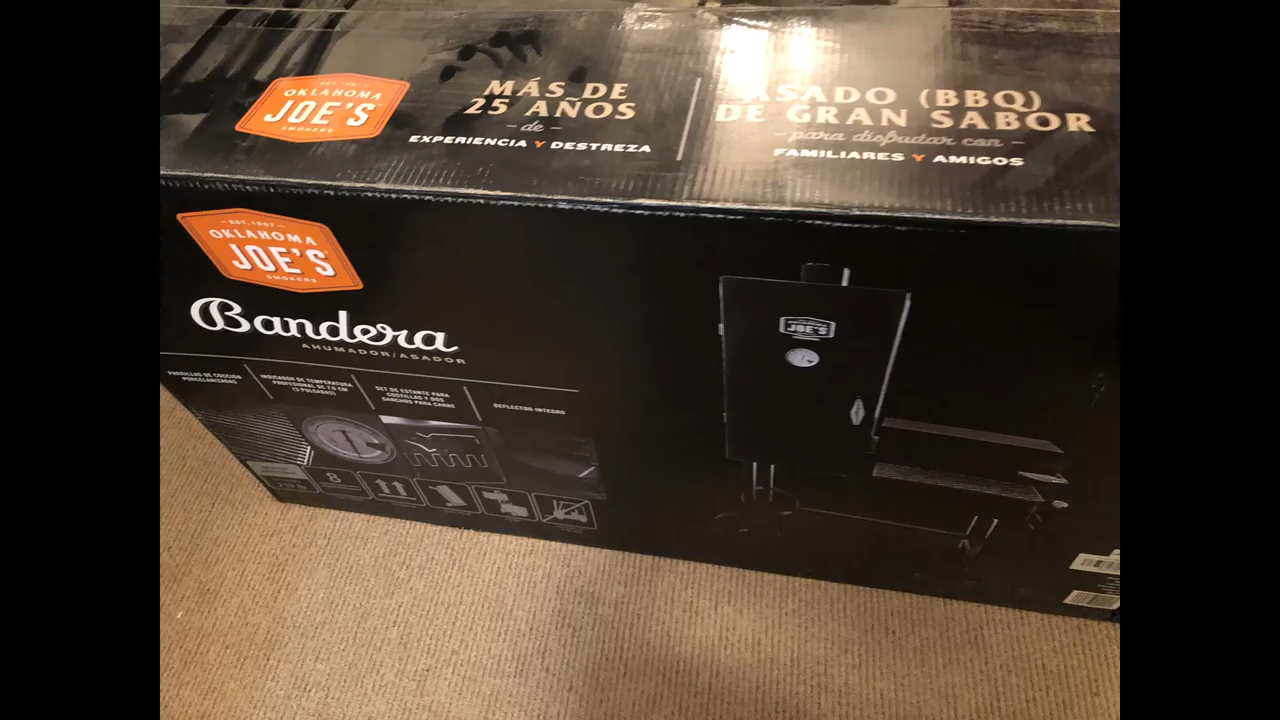 EST. 1987
OKLAHOMA
JOE'S
SMOKERS
MÁS DE
25 AÑOS
de
EXPERIENCIA Y DESTREZA
ASADO (BBQ)
DE GRAN SABOR
para disfrutar con
FAMILIARES Y AMIGOS
EST. 1987
OKLAHOMA
JOE'S
SMOKERS
Bandera
AHUMADOR/ASADOR
PARRILLAS DE COCCIÓN
PORCELANIZADAS
INDICADOR DE TEMPERATURA
PROFESIONAL DE 7.6 CM
(3 PULGADAS)
SET DE ESTANTE PARA
COSTILLAS Y DOS
GANCHOS PARA CARNE
DEFLECTOR INTEGRO
8
OKLAHOMA
JOE'S